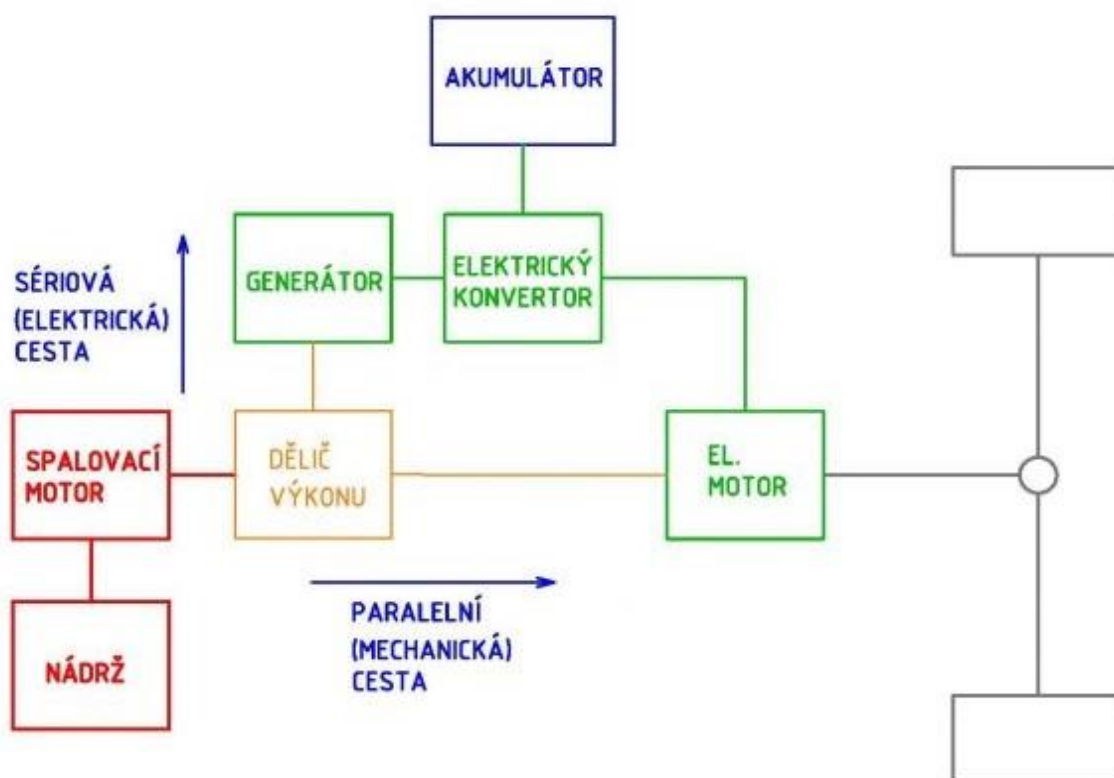 AKUMULÁTOR
GENERÁTOR
ELEKTRICKÝ
KONVERTOR
SÉRIOVÁ
(ELEKTRICKÁ)
CESTA
SPALOVACÍ
MOTOR
DĚLIČ
VÝKONU
EL.
MOTOR
NÁDRŽ
PARALELNÍ
(MECHANICKÁ)
CESTA